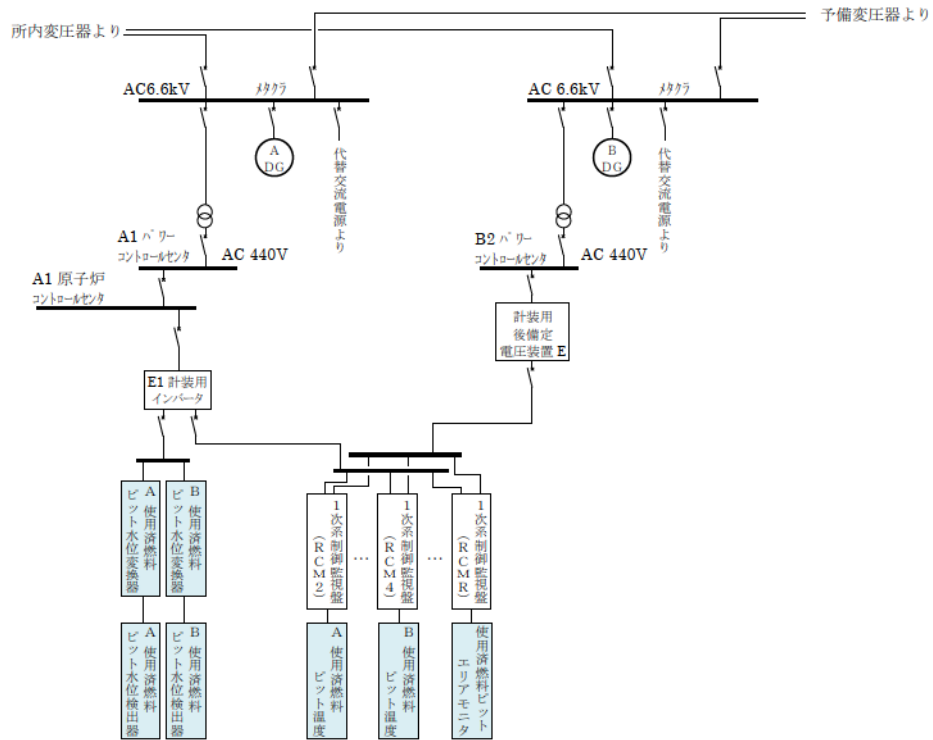 所内変圧器より
予備変圧器より
AC6.6kV
メタクラ
AC 6.6kV
メタクラ
A
DG
代替交流電源より
B
DG
代替交流電源より
A1 パワー
コントロールセンタ
AC 440V
B2 パワー
コントロールセンタ
AC 440V
A1 原子炉
コントロールセンタ
計装用
後備定
電圧装置 E
E1 計装用
インバータ
A 使用済燃料
ピット水位変換器
B 使用済燃料
ピット水位変換器
1次系制御監視盤
(RCM2)
…
1次系制御監視盤
(RCM4)
…
1次系制御監視盤
(RCMR)
A 使用済燃料
ピット水位検出器
B 使用済燃料
ピット水位検出器
A 使用済燃料
ピット温度
B 使用済燃料
ピット温度
使用済燃料ピット
エリアモニタ